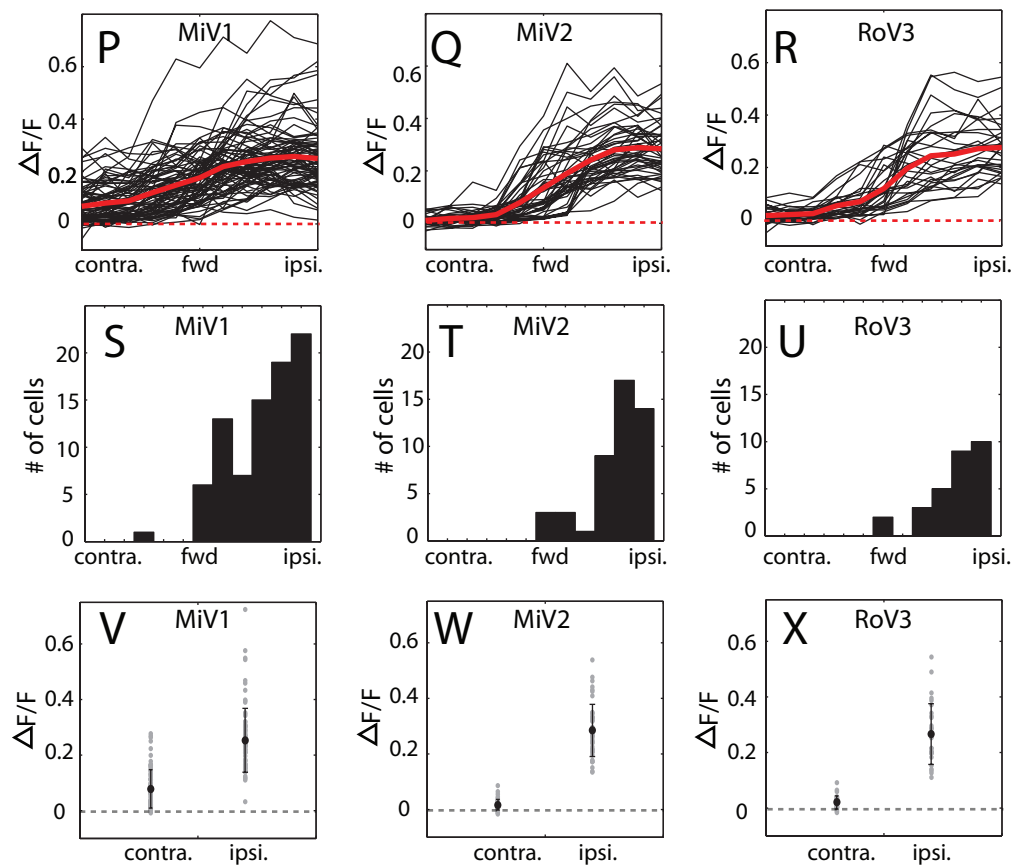 P
MiV1
ΔF/F
0.6
0.4
0.2
0
contra.
fwd
ipsi.
Q
MiV2
ΔF/F
0.6
0.4
0.2
0
contra.
fwd
ipsi.
R
RoV3
ΔF/F
0.6
0.4
0.2
0
contra.
fwd
ipsi.
S
MiV1
# of cells
20
15
10
5
0
contra.
fwd
ipsi.
T
MiV2
# of cells
20
15
10
5
0
contra.
fwd
ipsi.
U
RoV3
# of cells
20
15
10
5
0
contra.
fwd
ipsi.
V
MiV1
ΔF/F
0.6
0.4
0.2
0
contra.
ipsi.
W
MiV2
ΔF/F
0.6
0.4
0.2
0
contra.
ipsi.
X
RoV3
ΔF/F
0.6
0.4
0.2
0
contra.
ipsi.